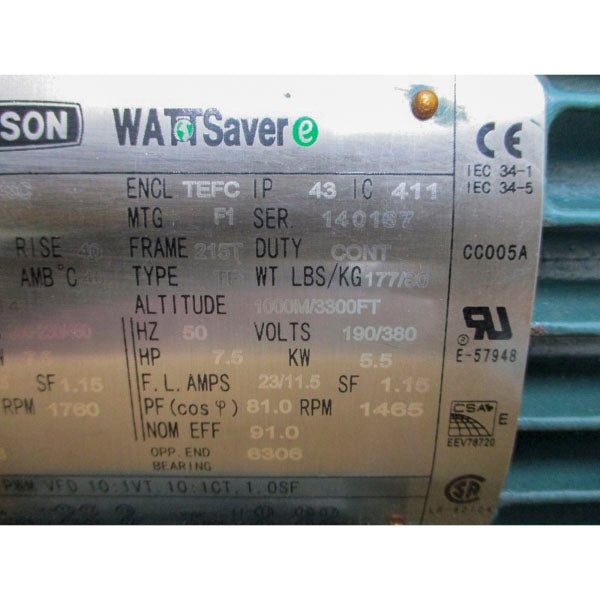 SON WATTSaver e
CE
IEC 34-1
IEC 34-5
ENCL TEFC IP 43 IC 411
MTG F1 SER. 140187
RISE 40 FRAME 215T DUTY CONT
CC005A
AMB°C 40 TYPE TF WT LBS/KG 177/80
ALTITUDE 1000M/3300FT
HZ 50 VOLTS 190/380
E-57948
HP 7.5 KW 5.5
SF 1.15 F.L. AMPS 23/11.5 SF 1.15
RPM 1760 PF(cos φ) 81.0 RPM 1465
CSA E
EEV78720
NOM EFF 91.0
OPP. END
BEARING 6306
PWM VFD 10:1VT, 10:1CT, 1.0SF